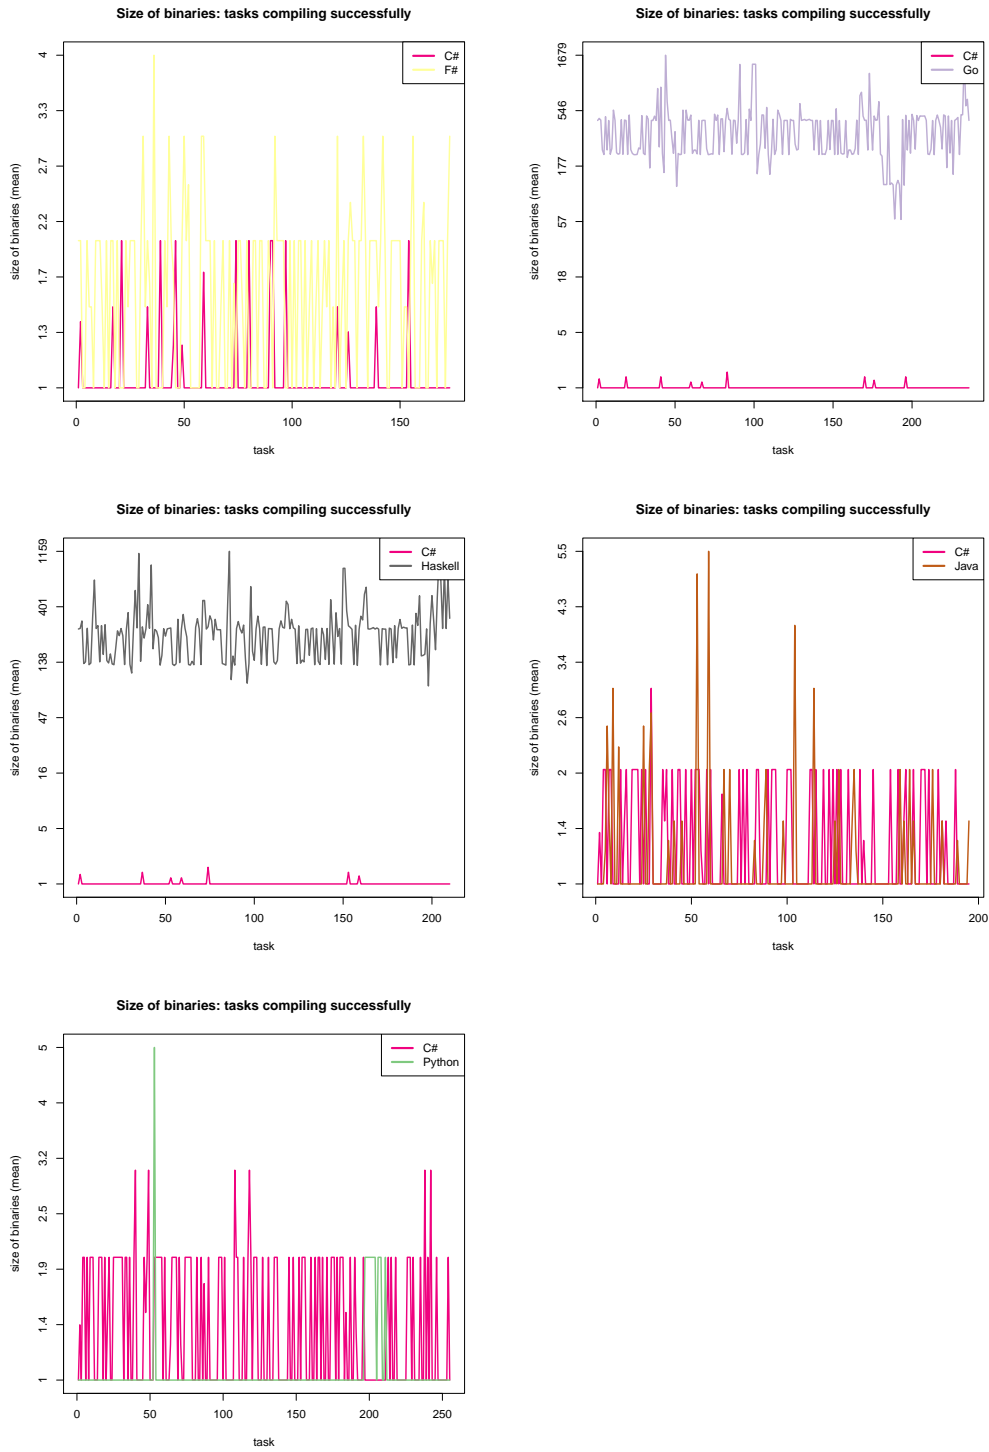 Size of binaries: tasks compiling successfully
C#
F#
size of binaries (mean)
4
3.3
2.7
2.2
1.7
1.3
1
0 50 100 150
task
Size of binaries: tasks compiling successfully
C#
Go
size of binaries (mean)
1679
546
177
57
18
5
1
0 50 100 150 200
task
Size of binaries: tasks compiling successfully
C#
Haskell
size of binaries (mean)
1159
401
138
47
16
5
1
0 50 100 150 200
task
Size of binaries: tasks compiling successfully
C#
Java
size of binaries (mean)
5.5
4.3
3.4
2.6
2
1.4
1
0 50 100 150 200
task
Size of binaries: tasks compiling successfully
C#
Python
size of binaries (mean)
5
4
3.2
2.5
1.9
1.4
1
0 50 100 150 200 250
task